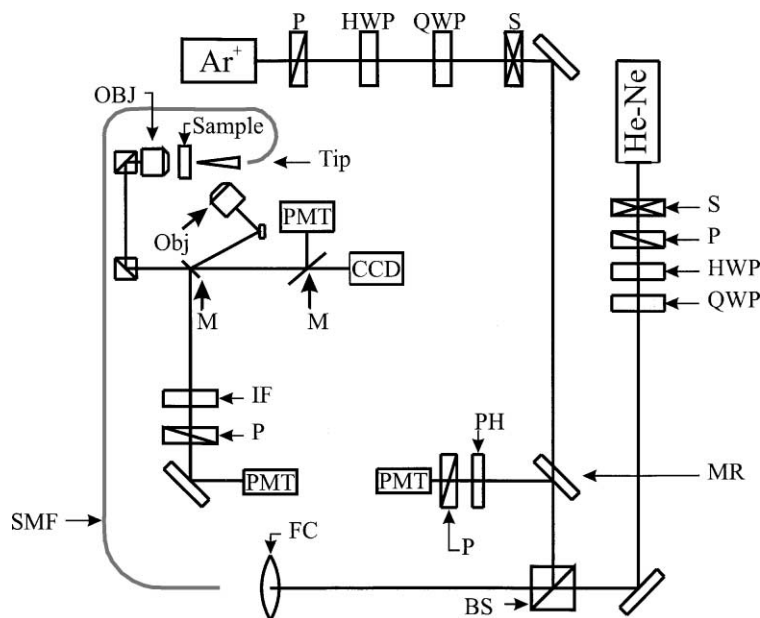 P HWP QWP S
Ar+
He-Ne
OBJ
Sample
Tip
S
P
HWP
QWP
Obj
PMT
CCD
M
M
IF
P
PH
MR
PMT
PMT
P
SMF
FC
BS